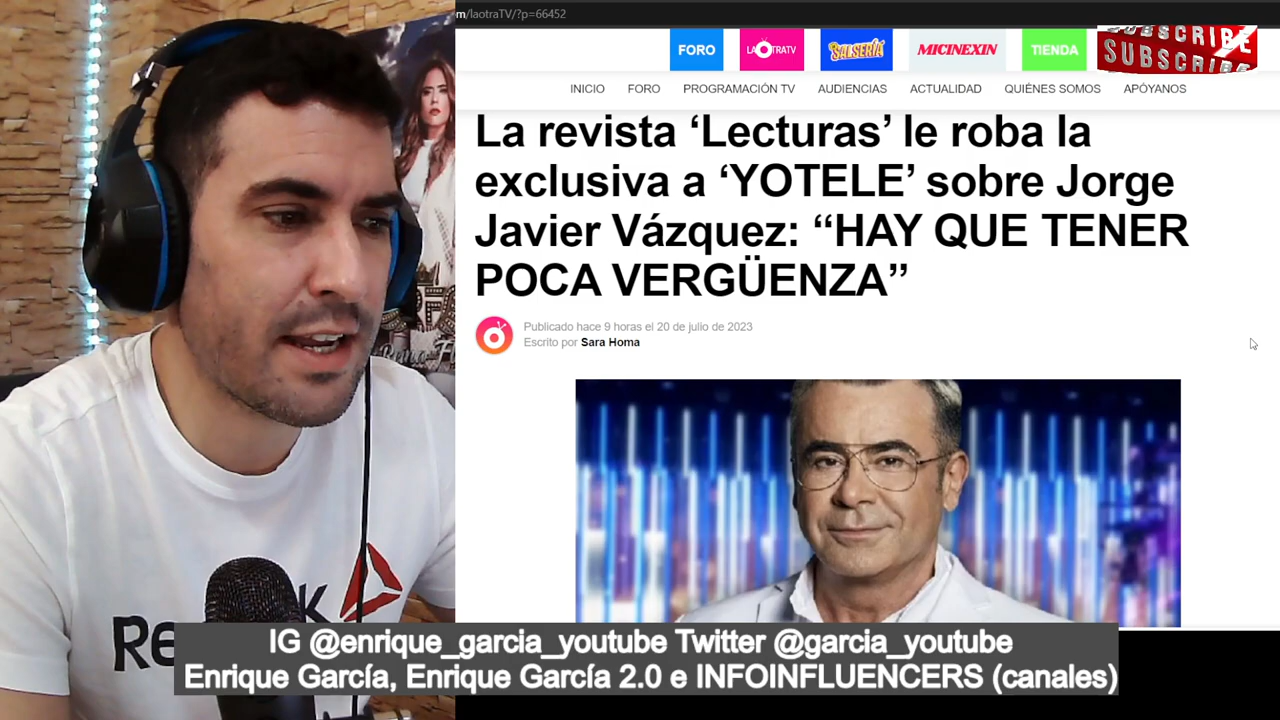 m/laotraTV/?p=66452
FORO
LAOTRATV
SALSERÍA
MICINEXIN
TIENDA
SUBSCRIBE
SUBSCRIBE
INICIO FORO PROGRAMACIÓN TV AUDIENCIAS ACTUALIDAD QUIÉNES SOMOS APÓYANOS
La revista ‘Lecturas’ le roba la
exclusiva a ‘YOTELE’ sobre Jorge
Javier Vázquez: “HAY QUE TENER
POCA VERGÜENZA”
Publicado hace 9 horas el 20 de julio de 2023
Escrito por Sara Homa
Re K
IG @enrique_garcia_youtube Twitter @garcia_youtube
Enrique García, Enrique García 2.0 e INFOINFLUENCERS (canales)